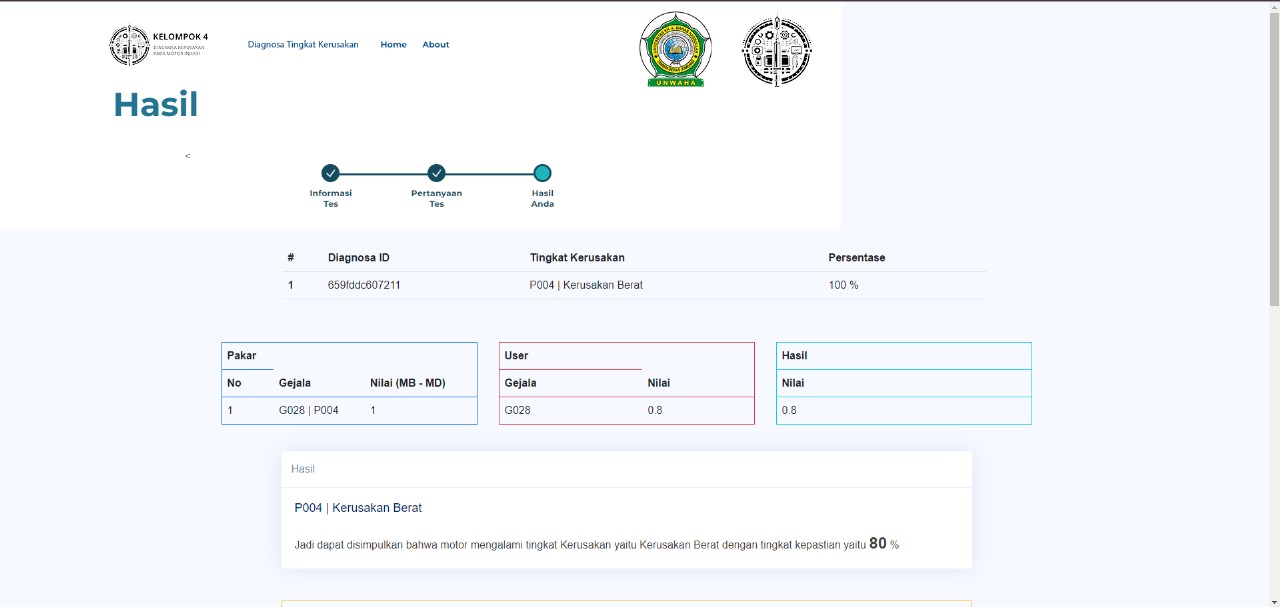 KELOMPOK 4
DIAGNOSA KERUSAKAN
PADA MOTOR INJEKSI
Diagnosa Tingkat Kerusakan Home About
UNWAHA
Hasil
<
Informasi Tes
Pertanyaan Tes
Hasil Anda
# Diagnosa ID Tingkat Kerusakan Persentase
1 659fddc607211 P004 | Kerusakan Berat 100 %
Pakar
No Gejala Nilai (MB - MD)
1 G028 | P004 1
User
Gejala Nilai
G028 0.8
Hasil
Nilai
0.8
Hasil
P004 | Kerusakan Berat
Jadi dapat disimpulkan bahwa motor mengalami tingkat Kerusakan yaitu Kerusakan Berat dengan tingkat kepastian yaitu 80 %